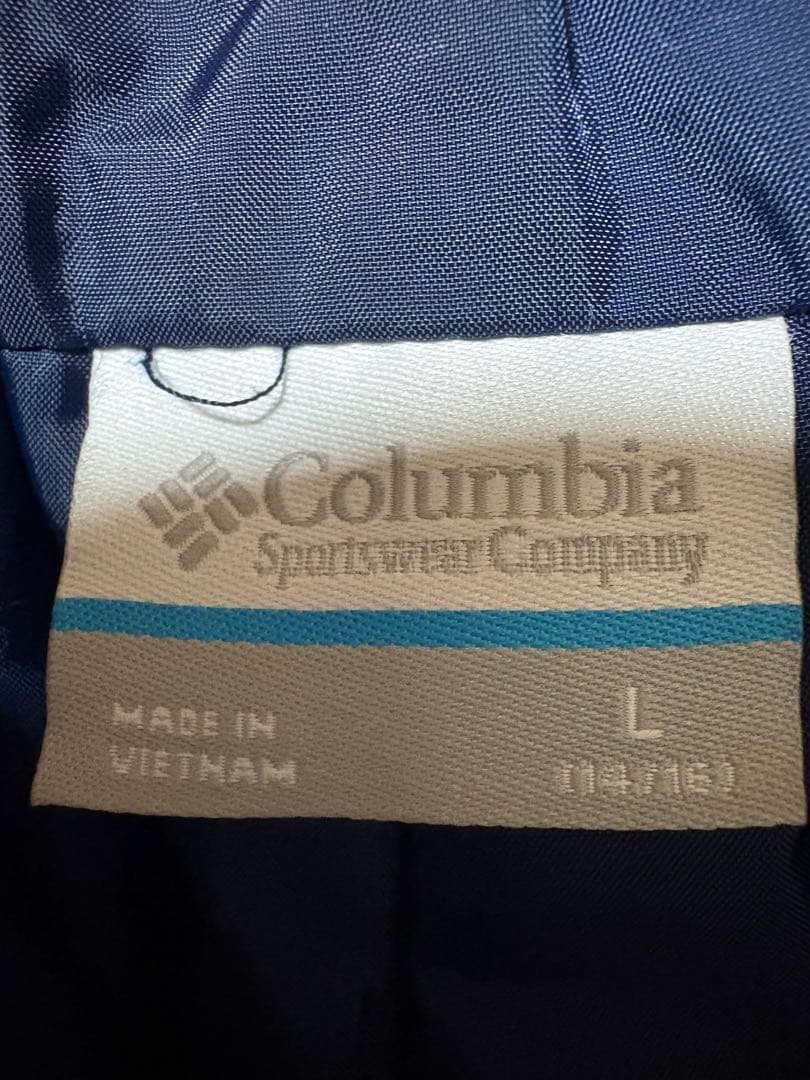 Columbia
Sportswear Company
MADE IN
VIETNAM
L
(14/16)